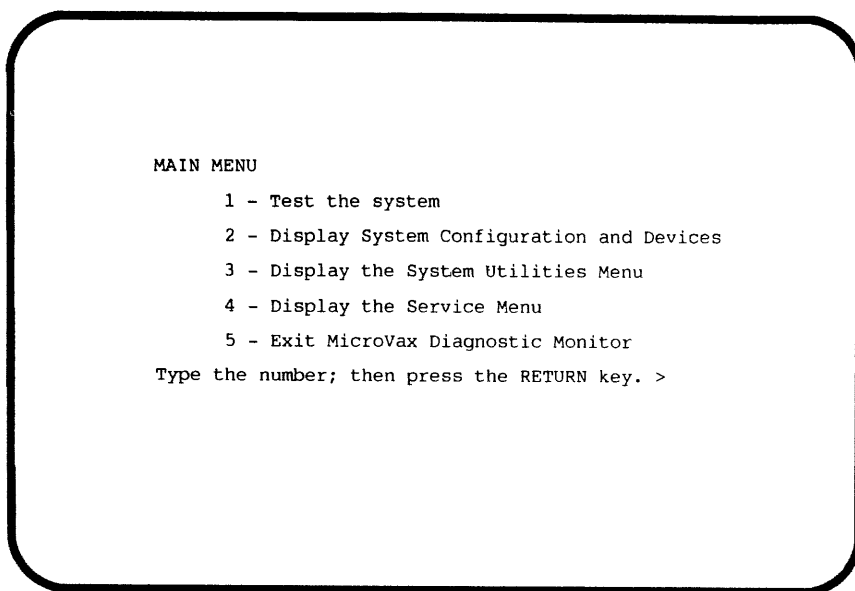 MAIN MENU
1 - Test the system
2 - Display System Configuration and Devices
3 - Display the System Utilities Menu
4 - Display the Service Menu
5 - Exit MicroVax Diagnostic Monitor
Type the number; then press the RETURN key. >